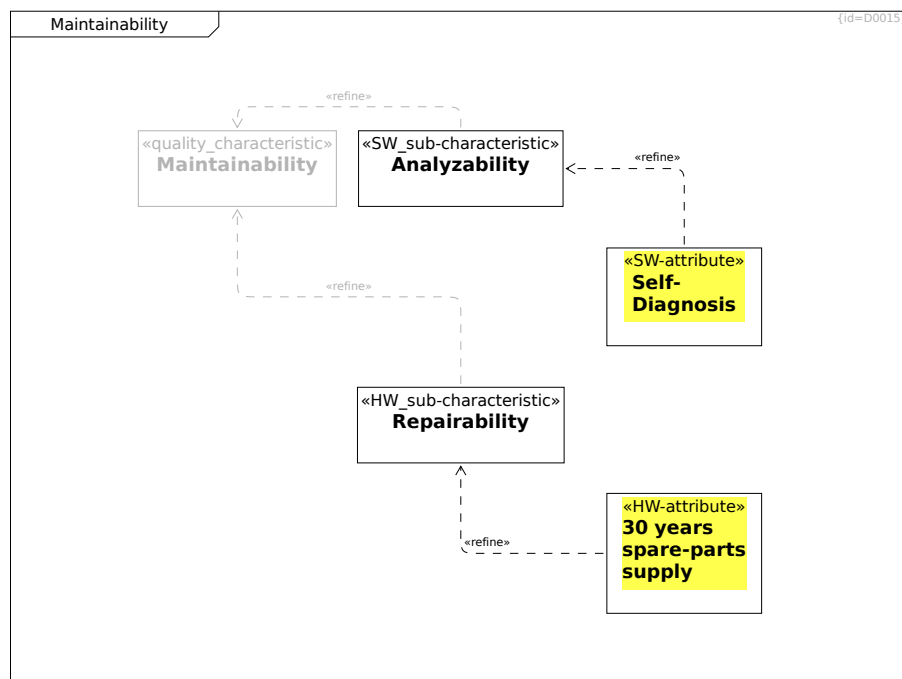 Maintainability
{id=D0015
«refine»
«quality_characteristic»
Maintainability
«SW_sub-characteristic»
Analyzability
«refine»
«SW-attribute»
Self-
Diagnosis
«refine»
«HW_sub-characteristic»
Repairability
«HW-attribute»
30 years
spare-parts
supply
«refine»